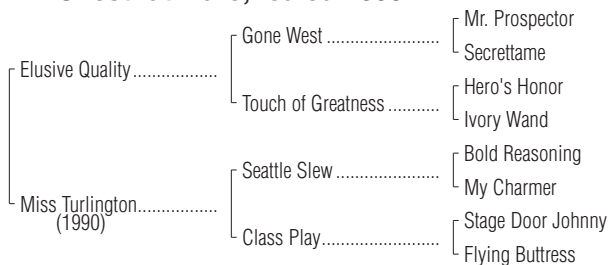 Mr. Prospector
Gone West
Secrettame
Elusive Quality
Hero's Honor
Touch of Greatness
Ivory Wand
Bold Reasoning
Seattle Slew
My Charmer
Miss Turlington
(1990)
Stage Door Johnny
Class Play
Flying Buttress